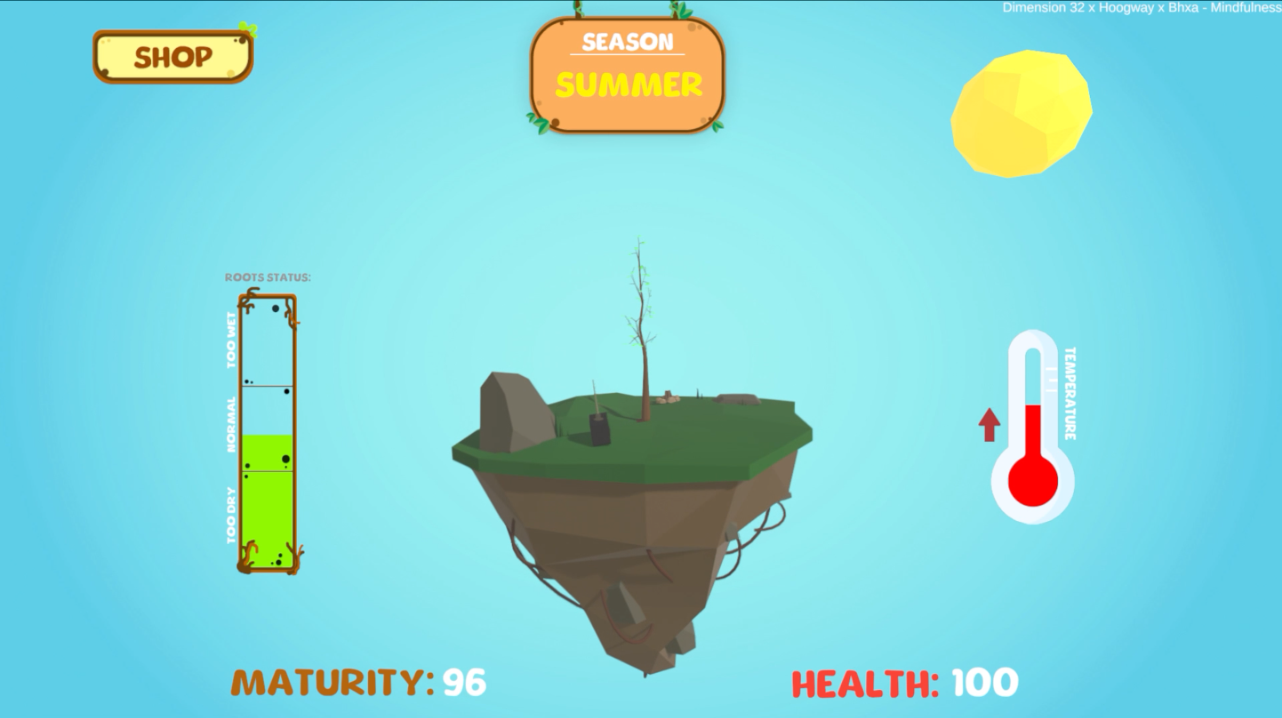 Dimension 32 x Hoogway x Bhxa - Mindfulness
SHOP
SEASON
SUMMER
ROOTS STATUS:
TOO WET
NORMAL
TOO DRY
TEMPERATURE
MATURITY: 96
HEALTH: 100